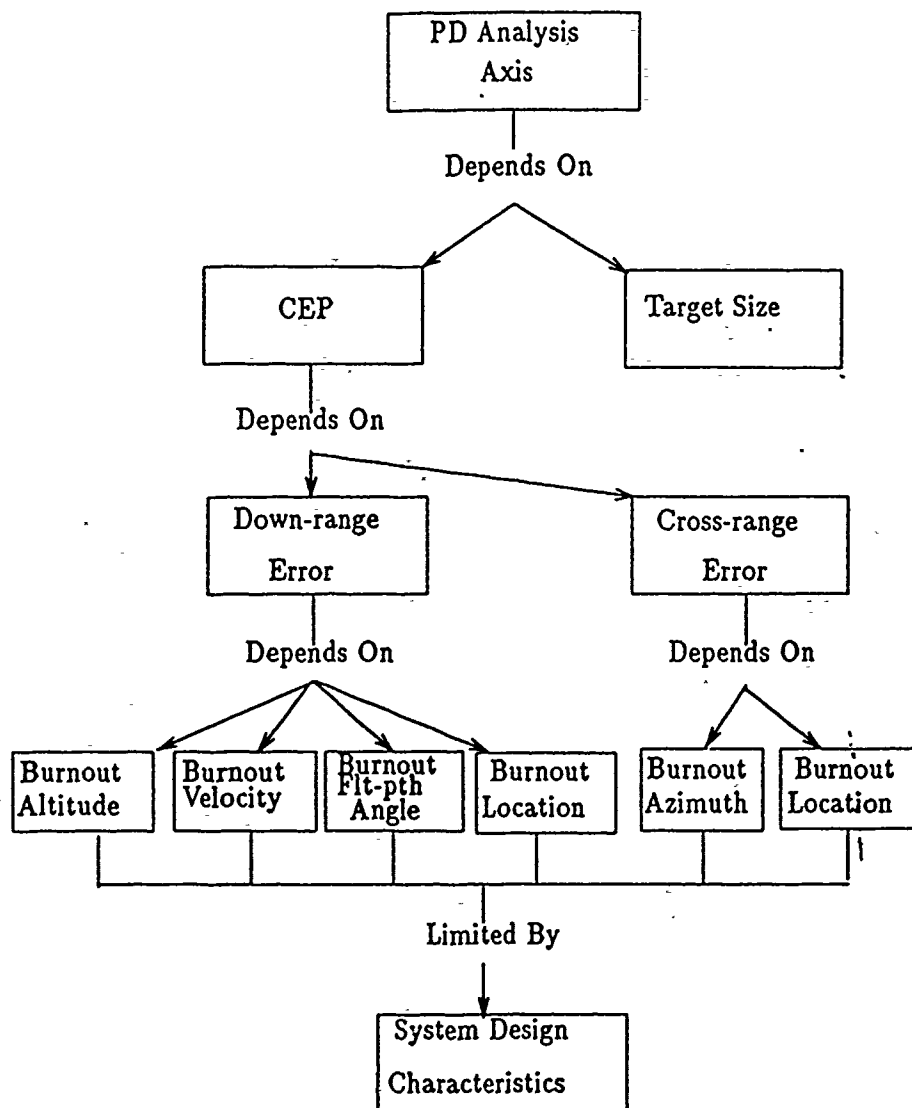 PD Analysis
Axis
Depends On
CEP
Target Size
Depends On
Down-range
Error
Cross-range
Error
Depends On
Depends On
Burnout
Altitude
Burnout
Velocity
Burnout
Flt-pth
Angle
Burnout
Location
Burnout
Azimuth
Burnout
Location
Limited By
System Design
Characteristics